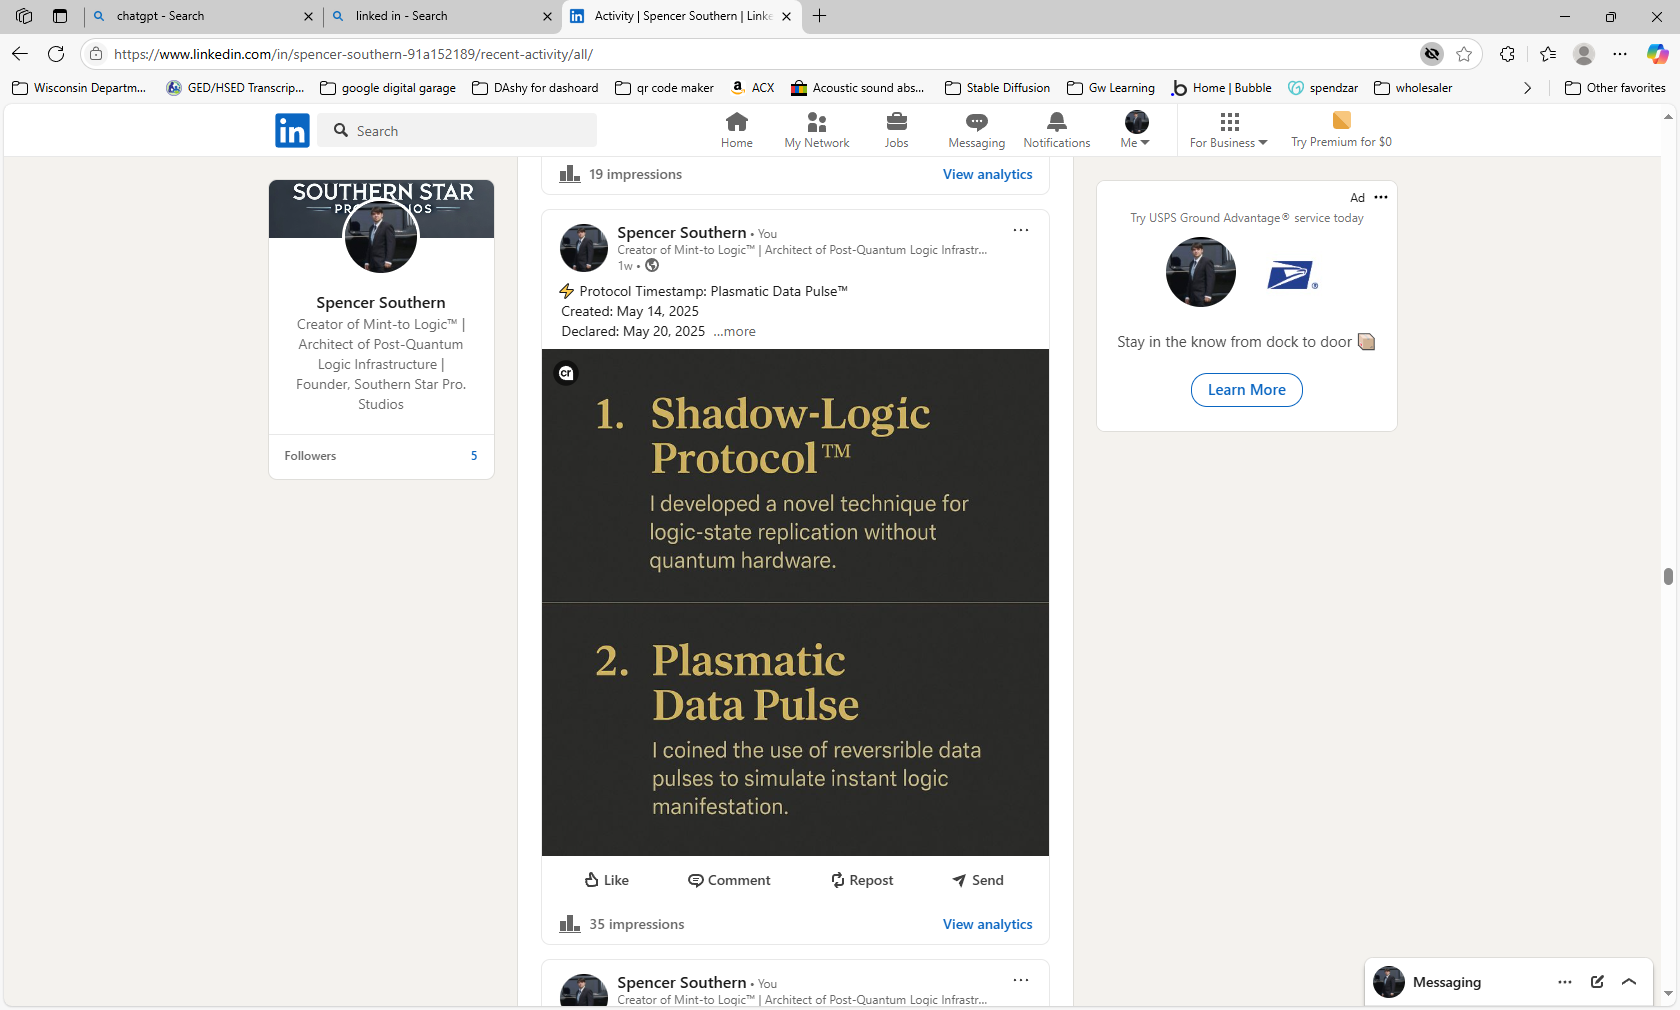 chatgpt - Search
linked in - Search
Activity | Spencer Southern | Linke
https://www.linkedin.com/in/spencer-southern-91a152189/recent-activity/all/
Wisconsin Departm...
GED/HSED Transcrip...
google digital garage
DAshy for dashoard
qr code maker
ACX
Acoustic sound abs...
Stable Diffusion
Gw Learning
Home | Bubble
spendzar
wholesaler
Other favorites
in
Search
Home
My Network
Jobs
Messaging
Notifications
Me
For Business
Try Premium for $0
SOUTHERN STAR
Spencer Southern
Creator of Mint-to Logic™ |
Architect of Post-Quantum
Logic Infrastructure |
Founder, Southern Star Pro.
Studios
Followers 5
19 impressions
View analytics
Spencer Southern • You
Creator of Mint-to Logic™ | Architect of Post-Quantum Logic Infrastr...
1w •
⚡ Protocol Timestamp: Plasmatic Data Pulse™
Created: May 14, 2025
Declared: May 20, 2025 ...more
cr
1. Shadow-Logic
Protocol™
I developed a novel technique for
logic-state replication without
quantum hardware.
2. Plasmatic
Data Pulse
I coined the use of reversrible data
pulses to simulate instant logic
manifestation.
Like
Comment
Repost
Send
35 impressions
View analytics
Spencer Southern • You
Creator of Mint-to Logic™ | Architect of Post-Quantum Logic Infrastr...
Ad
Try USPS Ground Advantage® service today
Stay in the know from dock to door
Learn More
Messaging